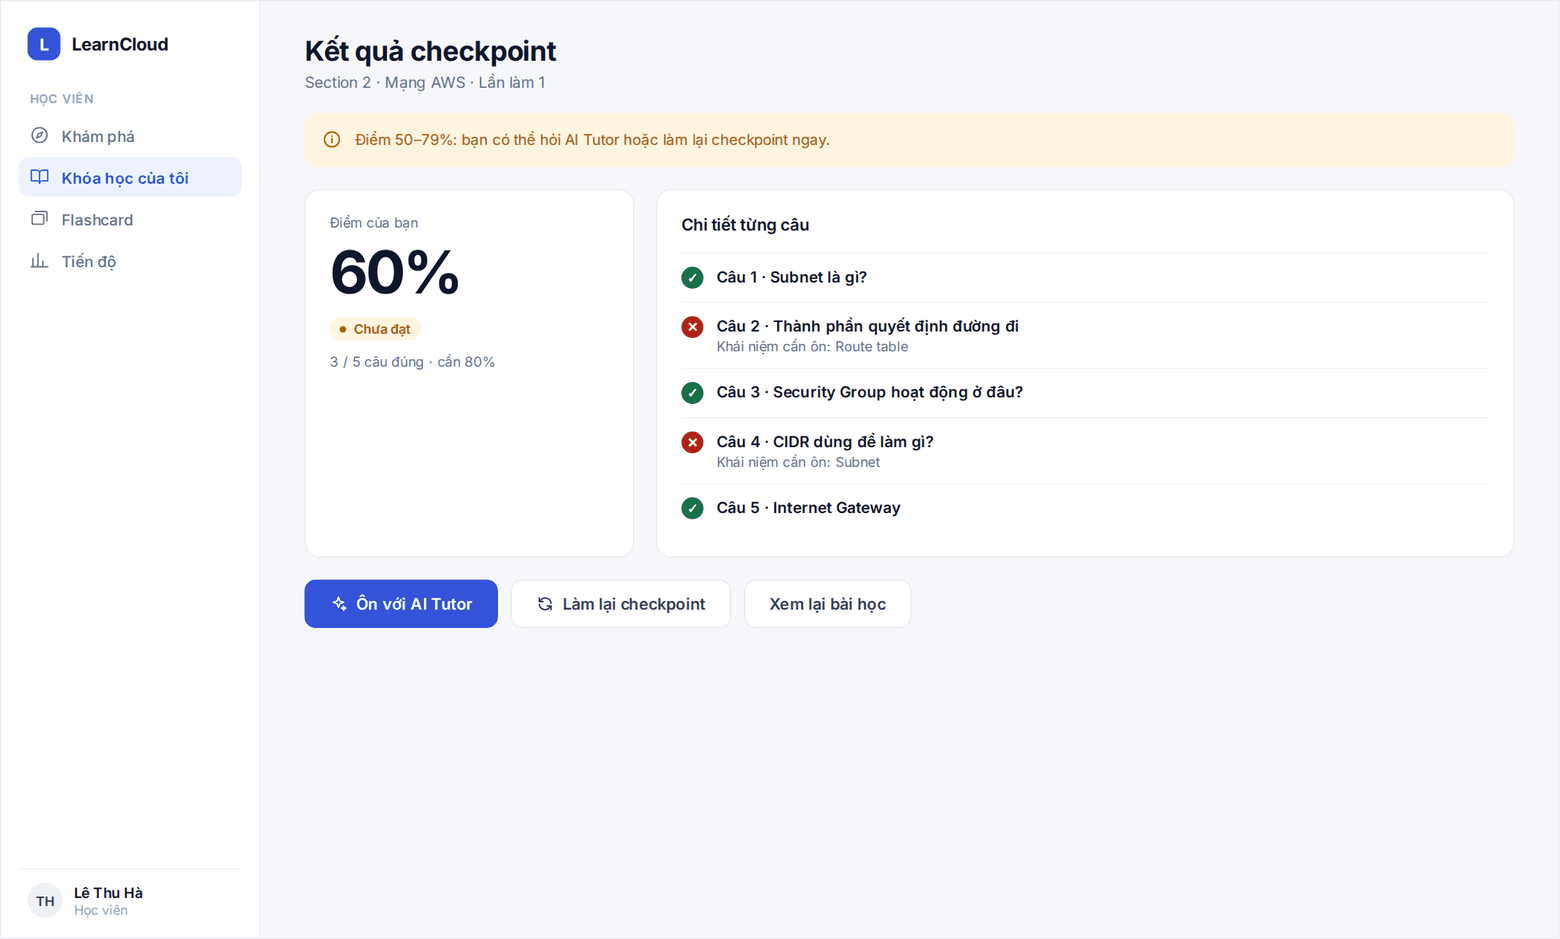 L LearnCloud
HỌC VIÊN
Khám phá
Khóa học của tôi
Flashcard
Tiến độ
TH
Lê Thu Hà
Học viên
Kết quả checkpoint
Section 2 · Mạng AWS · Lần làm 1
Điểm 50–79%: bạn có thể hỏi AI Tutor hoặc làm lại checkpoint ngay.
Điểm của bạn
60%
Chưa đạt
3 / 5 câu đúng · cần 80%
Chi tiết từng câu
Câu 1 · Subnet là gì?
Câu 2 · Thành phần quyết định đường đi
Khái niệm cần ôn: Route table
Câu 3 · Security Group hoạt động ở đâu?
Câu 4 · CIDR dùng để làm gì?
Khái niệm cần ôn: Subnet
Câu 5 · Internet Gateway
Ôn với AI Tutor
Làm lại checkpoint
Xem lại bài học